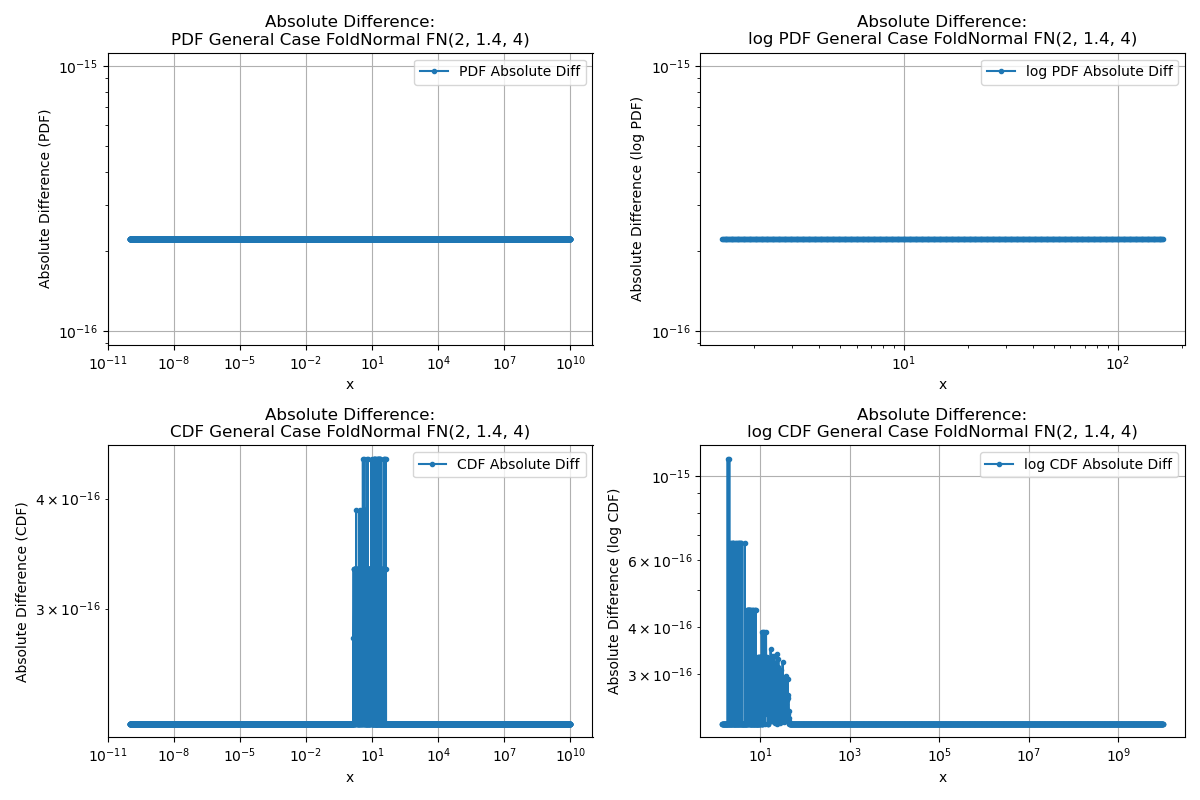 Absolute Difference:
PDF General Case FoldNormal FN(2, 1.4, 4)
PDF Absolute Diff
Absolute Difference (PDF)
10⁻¹⁵
10⁻¹⁶
10⁻¹¹ 10⁻⁸ 10⁻⁵ 10⁻² 10¹ 10⁴ 10⁷ 10¹⁰
x
Absolute Difference:
log PDF General Case FoldNormal FN(2, 1.4, 4)
log PDF Absolute Diff
Absolute Difference (log PDF)
10⁻¹⁵
10⁻¹⁶
10¹ 10²
x
Absolute Difference:
CDF General Case FoldNormal FN(2, 1.4, 4)
CDF Absolute Diff
Absolute Difference (CDF)
4 × 10⁻¹⁶
3 × 10⁻¹⁶
10⁻¹¹ 10⁻⁸ 10⁻⁵ 10⁻² 10¹ 10⁴ 10⁷ 10¹⁰
x
Absolute Difference:
log CDF General Case FoldNormal FN(2, 1.4, 4)
log CDF Absolute Diff
Absolute Difference (log CDF)
10⁻¹⁵
6 × 10⁻¹⁶
4 × 10⁻¹⁶
3 × 10⁻¹⁶
10¹ 10³ 10⁵ 10⁷ 10⁹
x